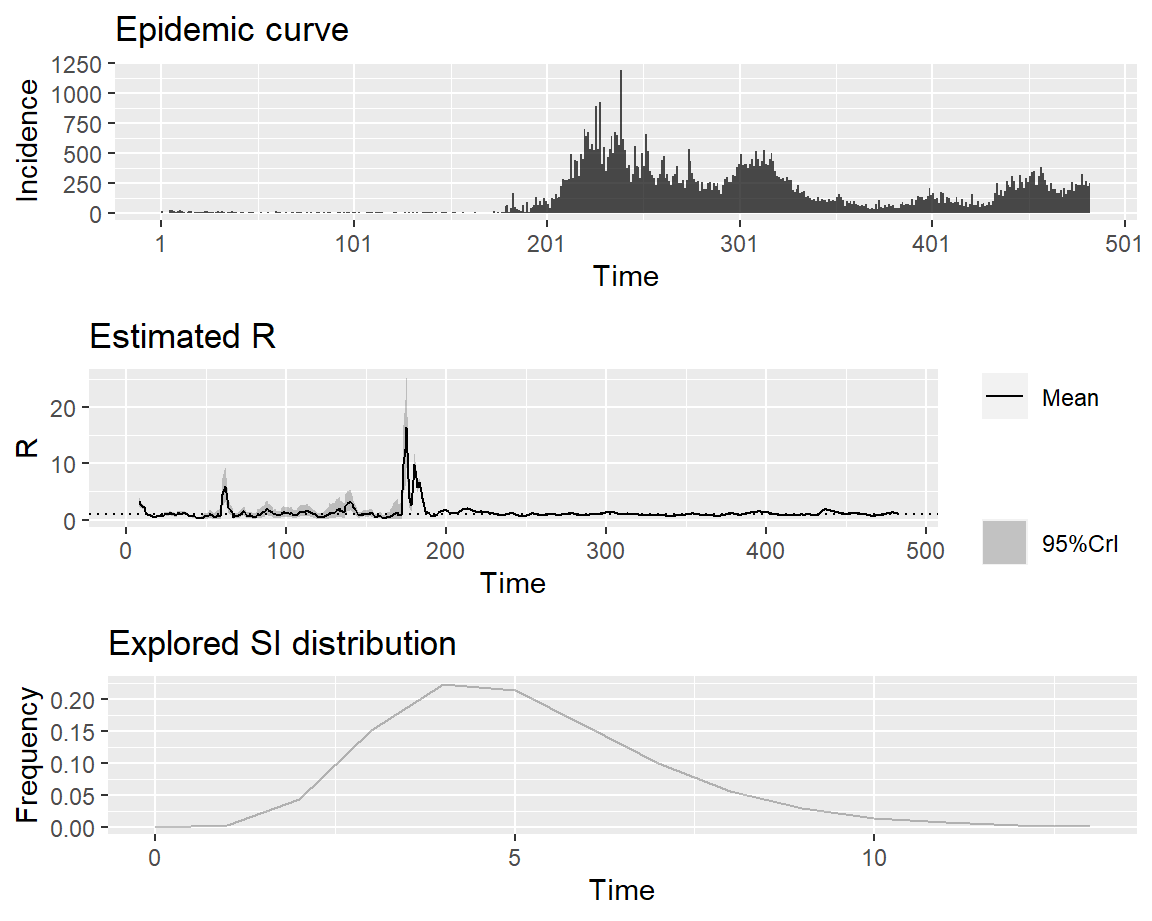 Epidemic curve
1250
1000
750
500
250
0
Incidence
1 101 201 301 401 501
Time
Estimated R
20
10
0
R
0 100 200 300 400 500
Time
Mean
95%CrI
Explored SI distribution
0.20
0.15
0.10
0.05
0.00
Frequency
0 5 10
Time